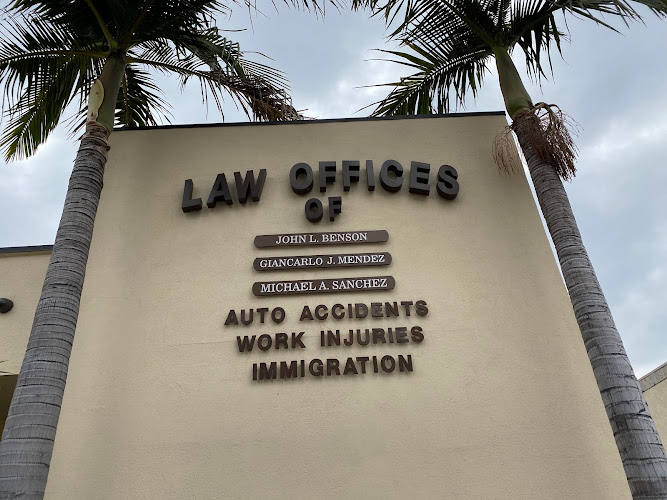 LAW OFFICES
OF
JOHN L. BENSON
GIANCARLO J. MENDEZ
MICHAEL A. SANCHEZ
AUTO ACCIDENTS
WORK INJURIES
IMMIGRATION